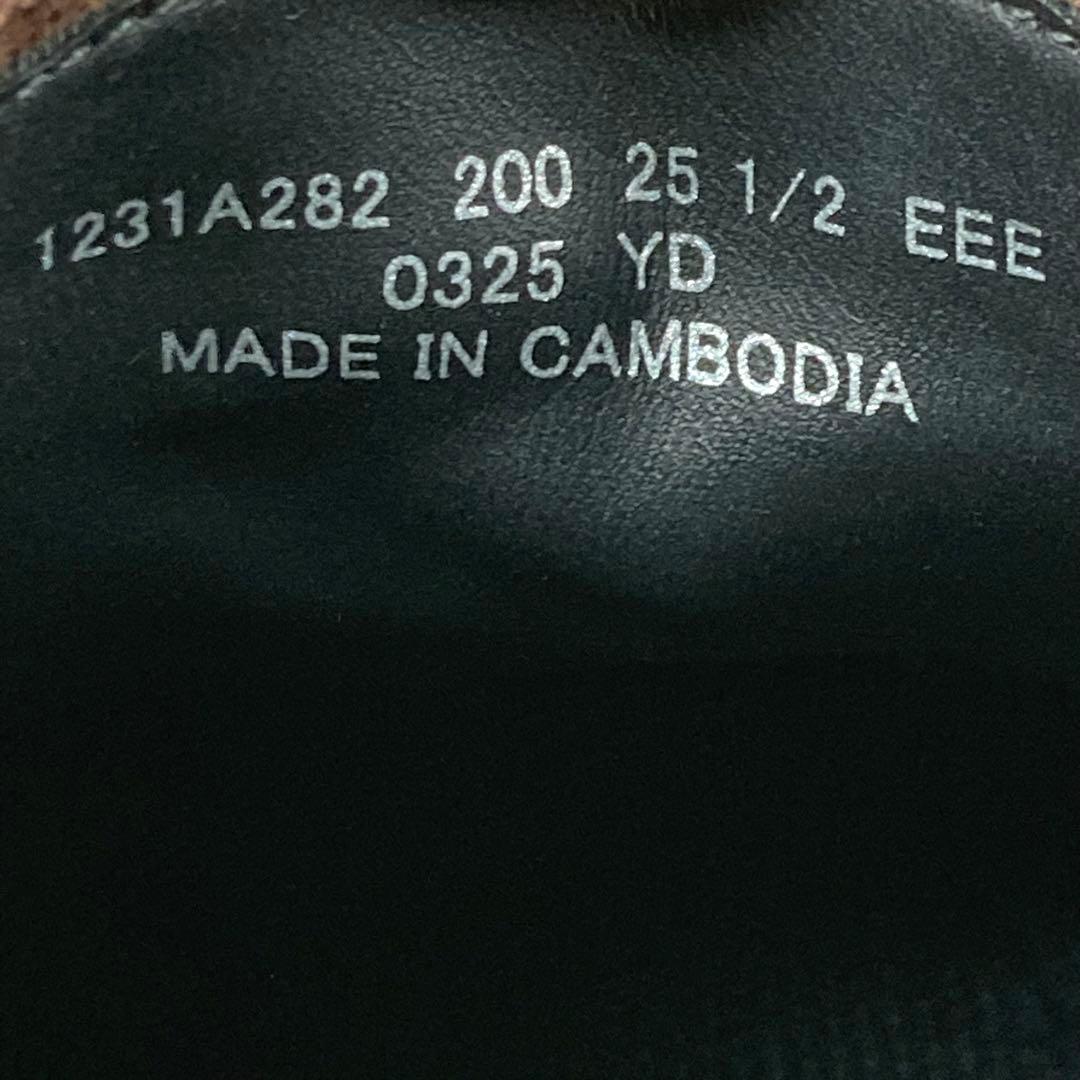 1231A282 200 25 1/2 EEE
0325 YD
MADE IN CAMBODIA